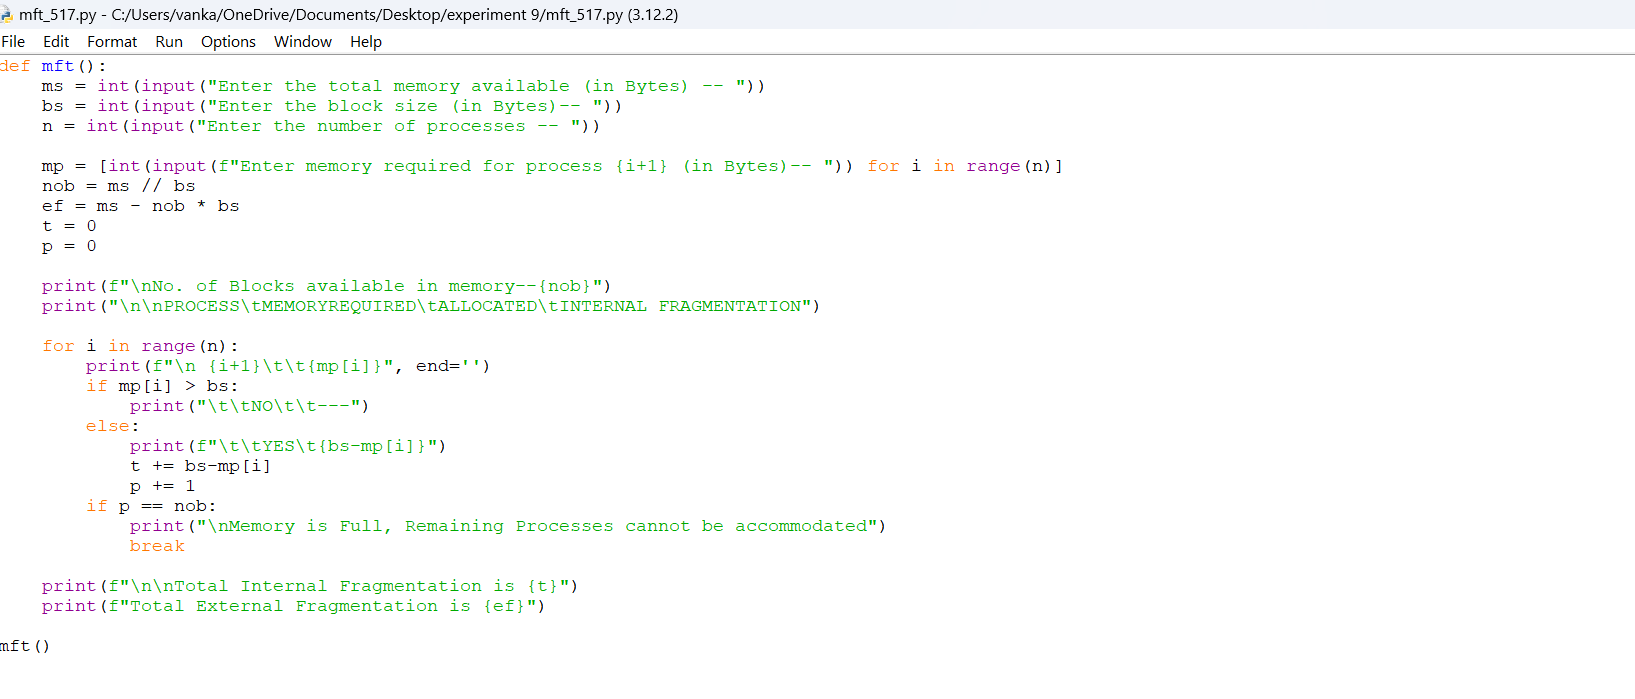 mft_517.py - C:/Users/vanka/OneDrive/Documents/Desktop/experiment 9/mft_517.py (3.12.2)
File Edit Format Run Options Window Help
def mft():
    ms = int(input("Enter the total memory available (in Bytes) -- "))
    bs = int(input("Enter the block size (in Bytes)-- "))
    n = int(input("Enter the number of processes -- "))

    mp = [int(input(f"Enter memory required for process {i+1} (in Bytes)-- ")) for i in range(n)]
    nob = ms // bs
    ef = ms - nob * bs
    t = 0
    p = 0

    print(f"\nNo. of Blocks available in memory--{nob}")
    print("\n\nPROCESS\tMEMORYREQUIRED\tALLOCATED\tINTERNAL FRAGMENTATION")

    for i in range(n):
        print(f"\n {i+1}\t\t{mp[i]}", end='')
        if mp[i] > bs:
            print("\t\tNO\t\t---")
        else:
            print(f"\t\tYES\t{bs-mp[i]}")
            t += bs-mp[i]
            p += 1
        if p == nob:
            print("\nMemory is Full, Remaining Processes cannot be accommodated")
            break

    print(f"\n\nTotal Internal Fragmentation is {t}")
    print(f"Total External Fragmentation is {ef}")

mft()